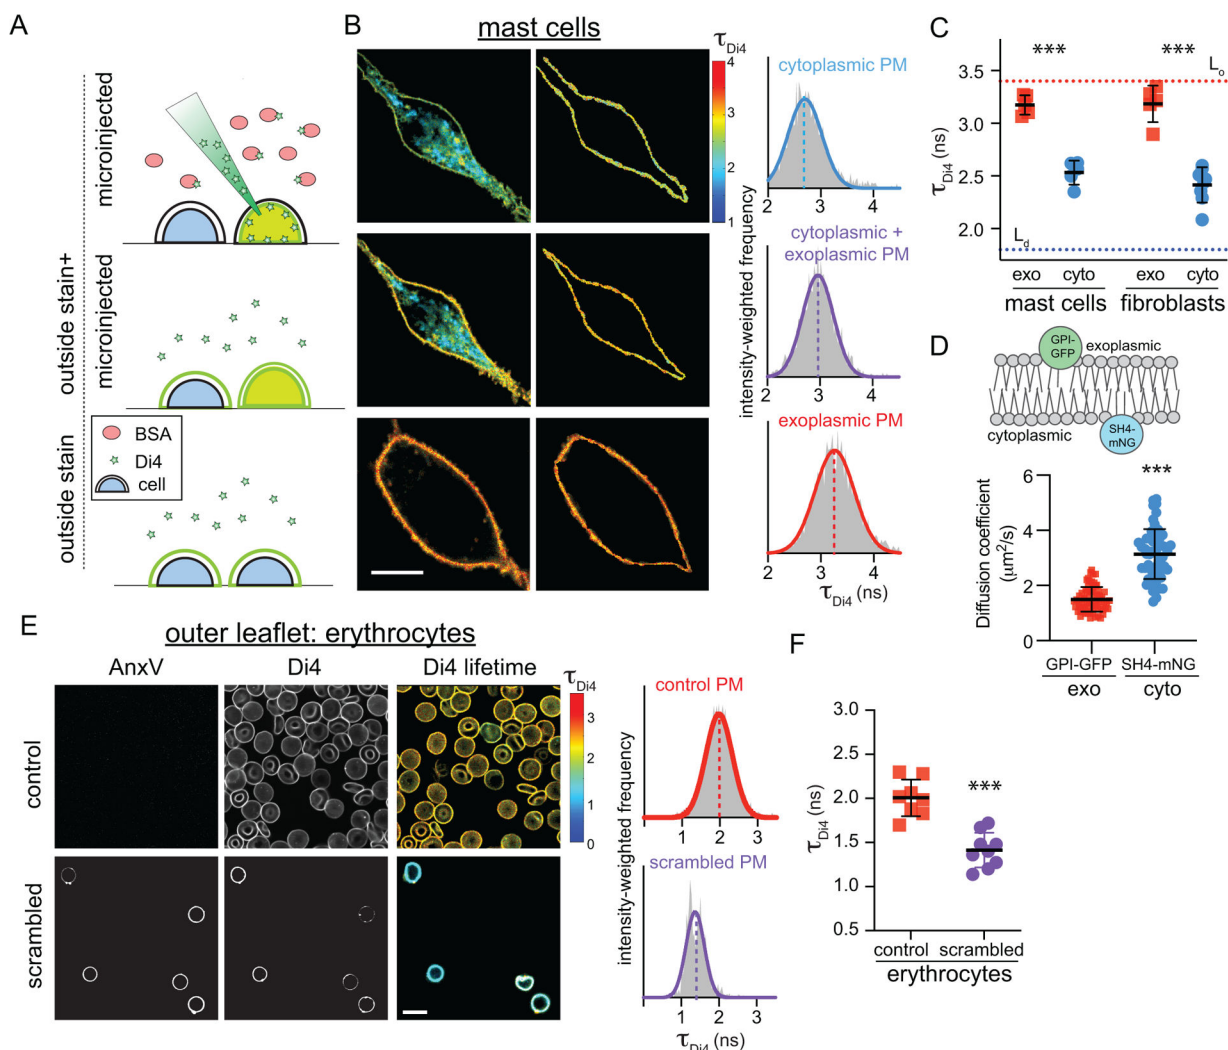 A
microinjected
outside stain+
microinjected
outside stain
BSA
Di4
cell
B
mast cells
τDi4
4
3
2
1
intensity-weighted frequency
cytoplasmic PM
2 3 4
cytoplasmic +
exoplasmic PM
2 3 4
exoplasmic PM
2 3 4
τDi4 (ns)
C
*** ***
Lo
3.5
3.0
2.5
2.0
τDi4 (ns)
Ld
exo cyto exo cyto
mast cells fibroblasts
D
GPI-
GFP
exoplasmic
cytoplasmic
SH4-
mNG
***
6
4
2
0
Diffusion coefficient
(μm²/s)
GPI-GFP SH4-mNG
exo cyto
E
outer leaflet: erythrocytes
AnxV Di4 Di4 lifetime
τDi4
3
2
1
0
control
scrambled
intensity-weighted frequency
control PM
1 2 3
scrambled PM
1 2 3
τDi4 (ns)
F
3.0
2.5
2.0
1.5
1.0
0.5
τDi4 (ns)
***
control scrambled
erythrocytes